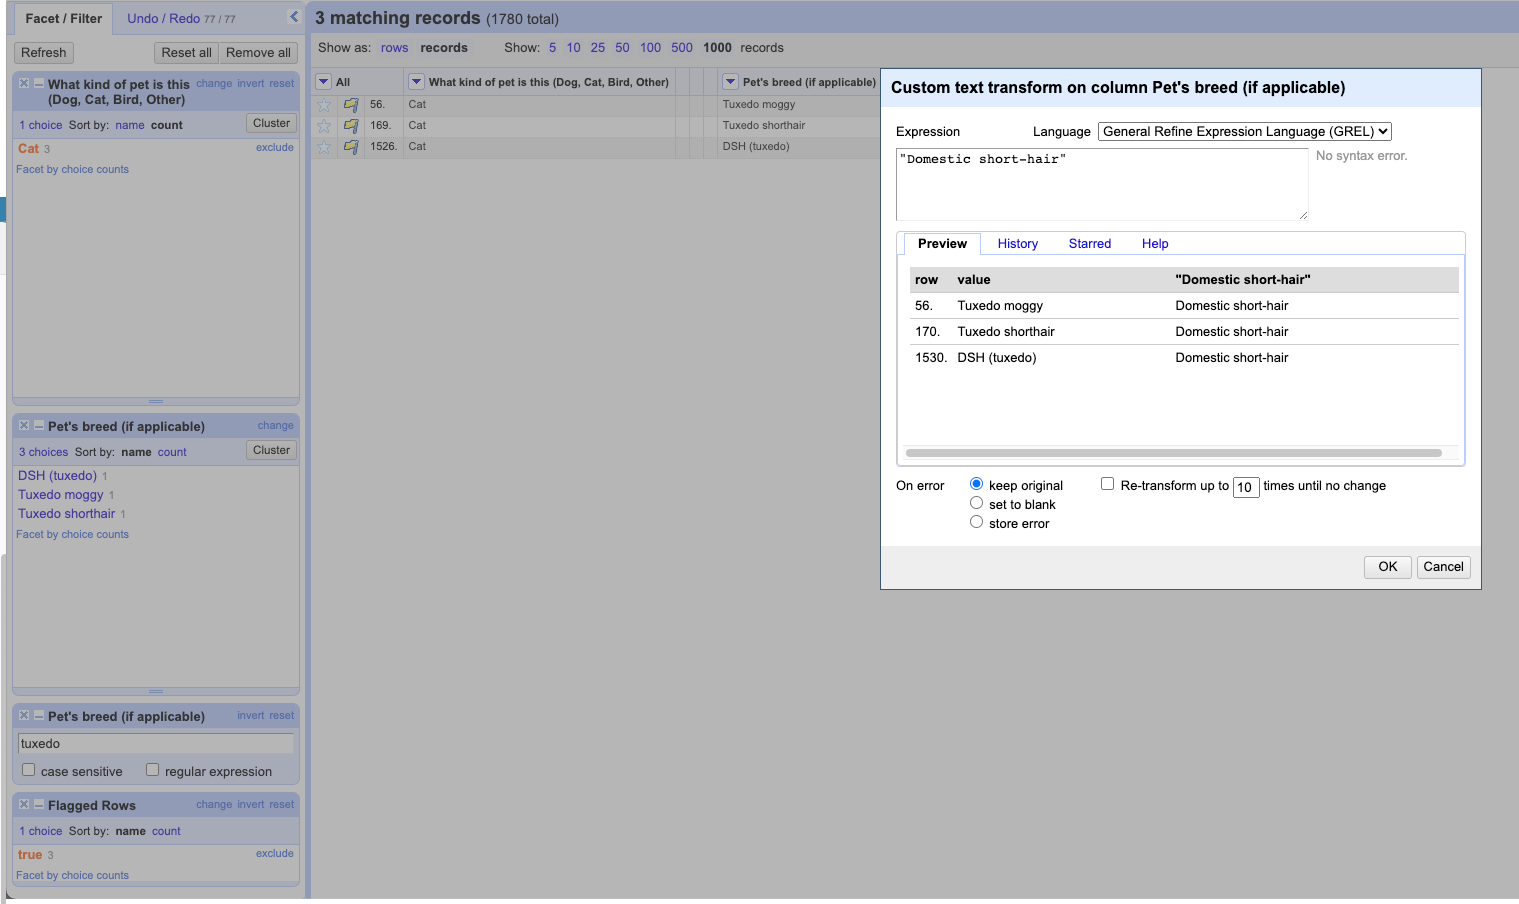 Facet / Filter
Undo / Redo 77 / 77
Refresh
Reset all
Remove all
What kind of pet is this (Dog, Cat, Bird, Other)
change invert reset
1 choice Sort by: name count
Cluster
Cat 3
exclude
Facet by choice counts
Pet's breed (if applicable)
change
3 choices Sort by: name count
Cluster
DSH (tuxedo) 1
Tuxedo moggy 1
Tuxedo shorthair 1
Facet by choice counts
Pet's breed (if applicable)
invert reset
tuxedo
case sensitive
regular expression
Flagged Rows
change invert reset
1 choice Sort by: name count
true 3
exclude
Facet by choice counts
3 matching records (1780 total)
Show as: rows records Show: 5 10 25 50 100 500 1000 records
All What kind of pet is this (Dog, Cat, Bird, Other) Pet's breed (if applicable)
56. Cat Tuxedo moggy
169. Cat Tuxedo shorthair
1526. Cat DSH (tuxedo)
Custom text transform on column Pet's breed (if applicable)
Expression
Language General Refine Expression Language (GREL)
"Domestic short-hair"
No syntax error.
Preview History Starred Help
row value "Domestic short-hair"
56. Tuxedo moggy Domestic short-hair
170. Tuxedo shorthair Domestic short-hair
1530. DSH (tuxedo) Domestic short-hair
On error keep original
Re-transform up to 10 times until no change
set to blank
store error
OK
Cancel